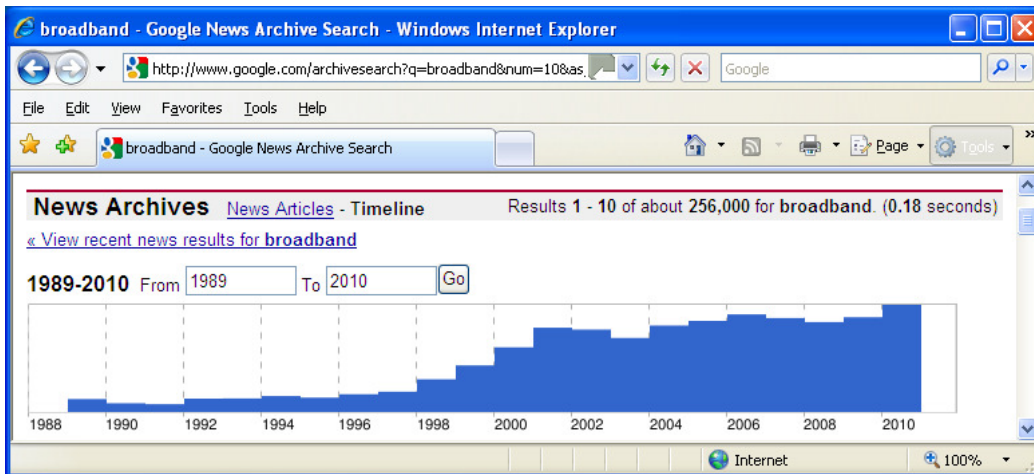 broadband - Google News Archive Search - Windows Internet Explorer
http://www.google.com/archivesearch?q=broadband&num=10&as_ Google
File Edit View Favorites Tools Help
broadband - Google News Archive Search Page Tools »
News Archives News Articles - Timeline Results 1 - 10 of about 256,000 for broadband. (0.18 seconds)
« View recent news results for broadband
1989-2010 From 1989 To 2010 Go
1988 1990 1992 1994 1996 1998 2000 2002 2004 2006 2008 2010
Internet 100%